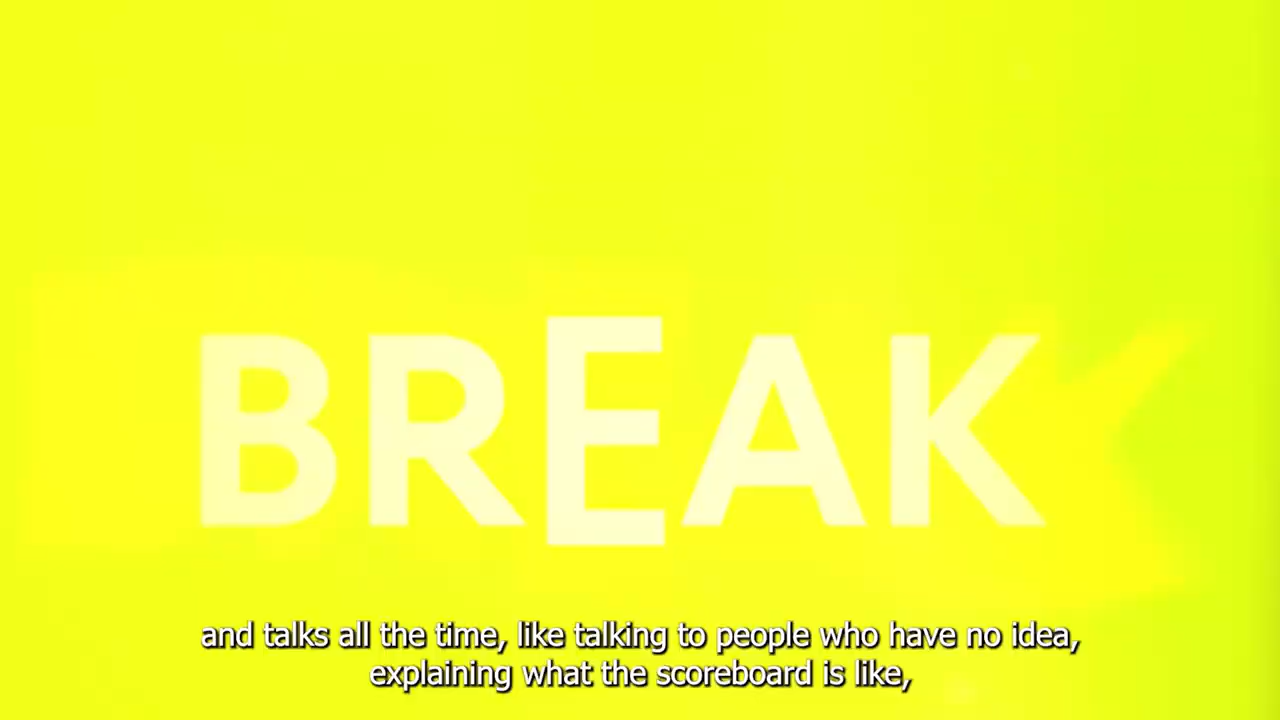 BREAK
and talks all the time, like talking to people who have no idea,
explaining what the scoreboard is like,